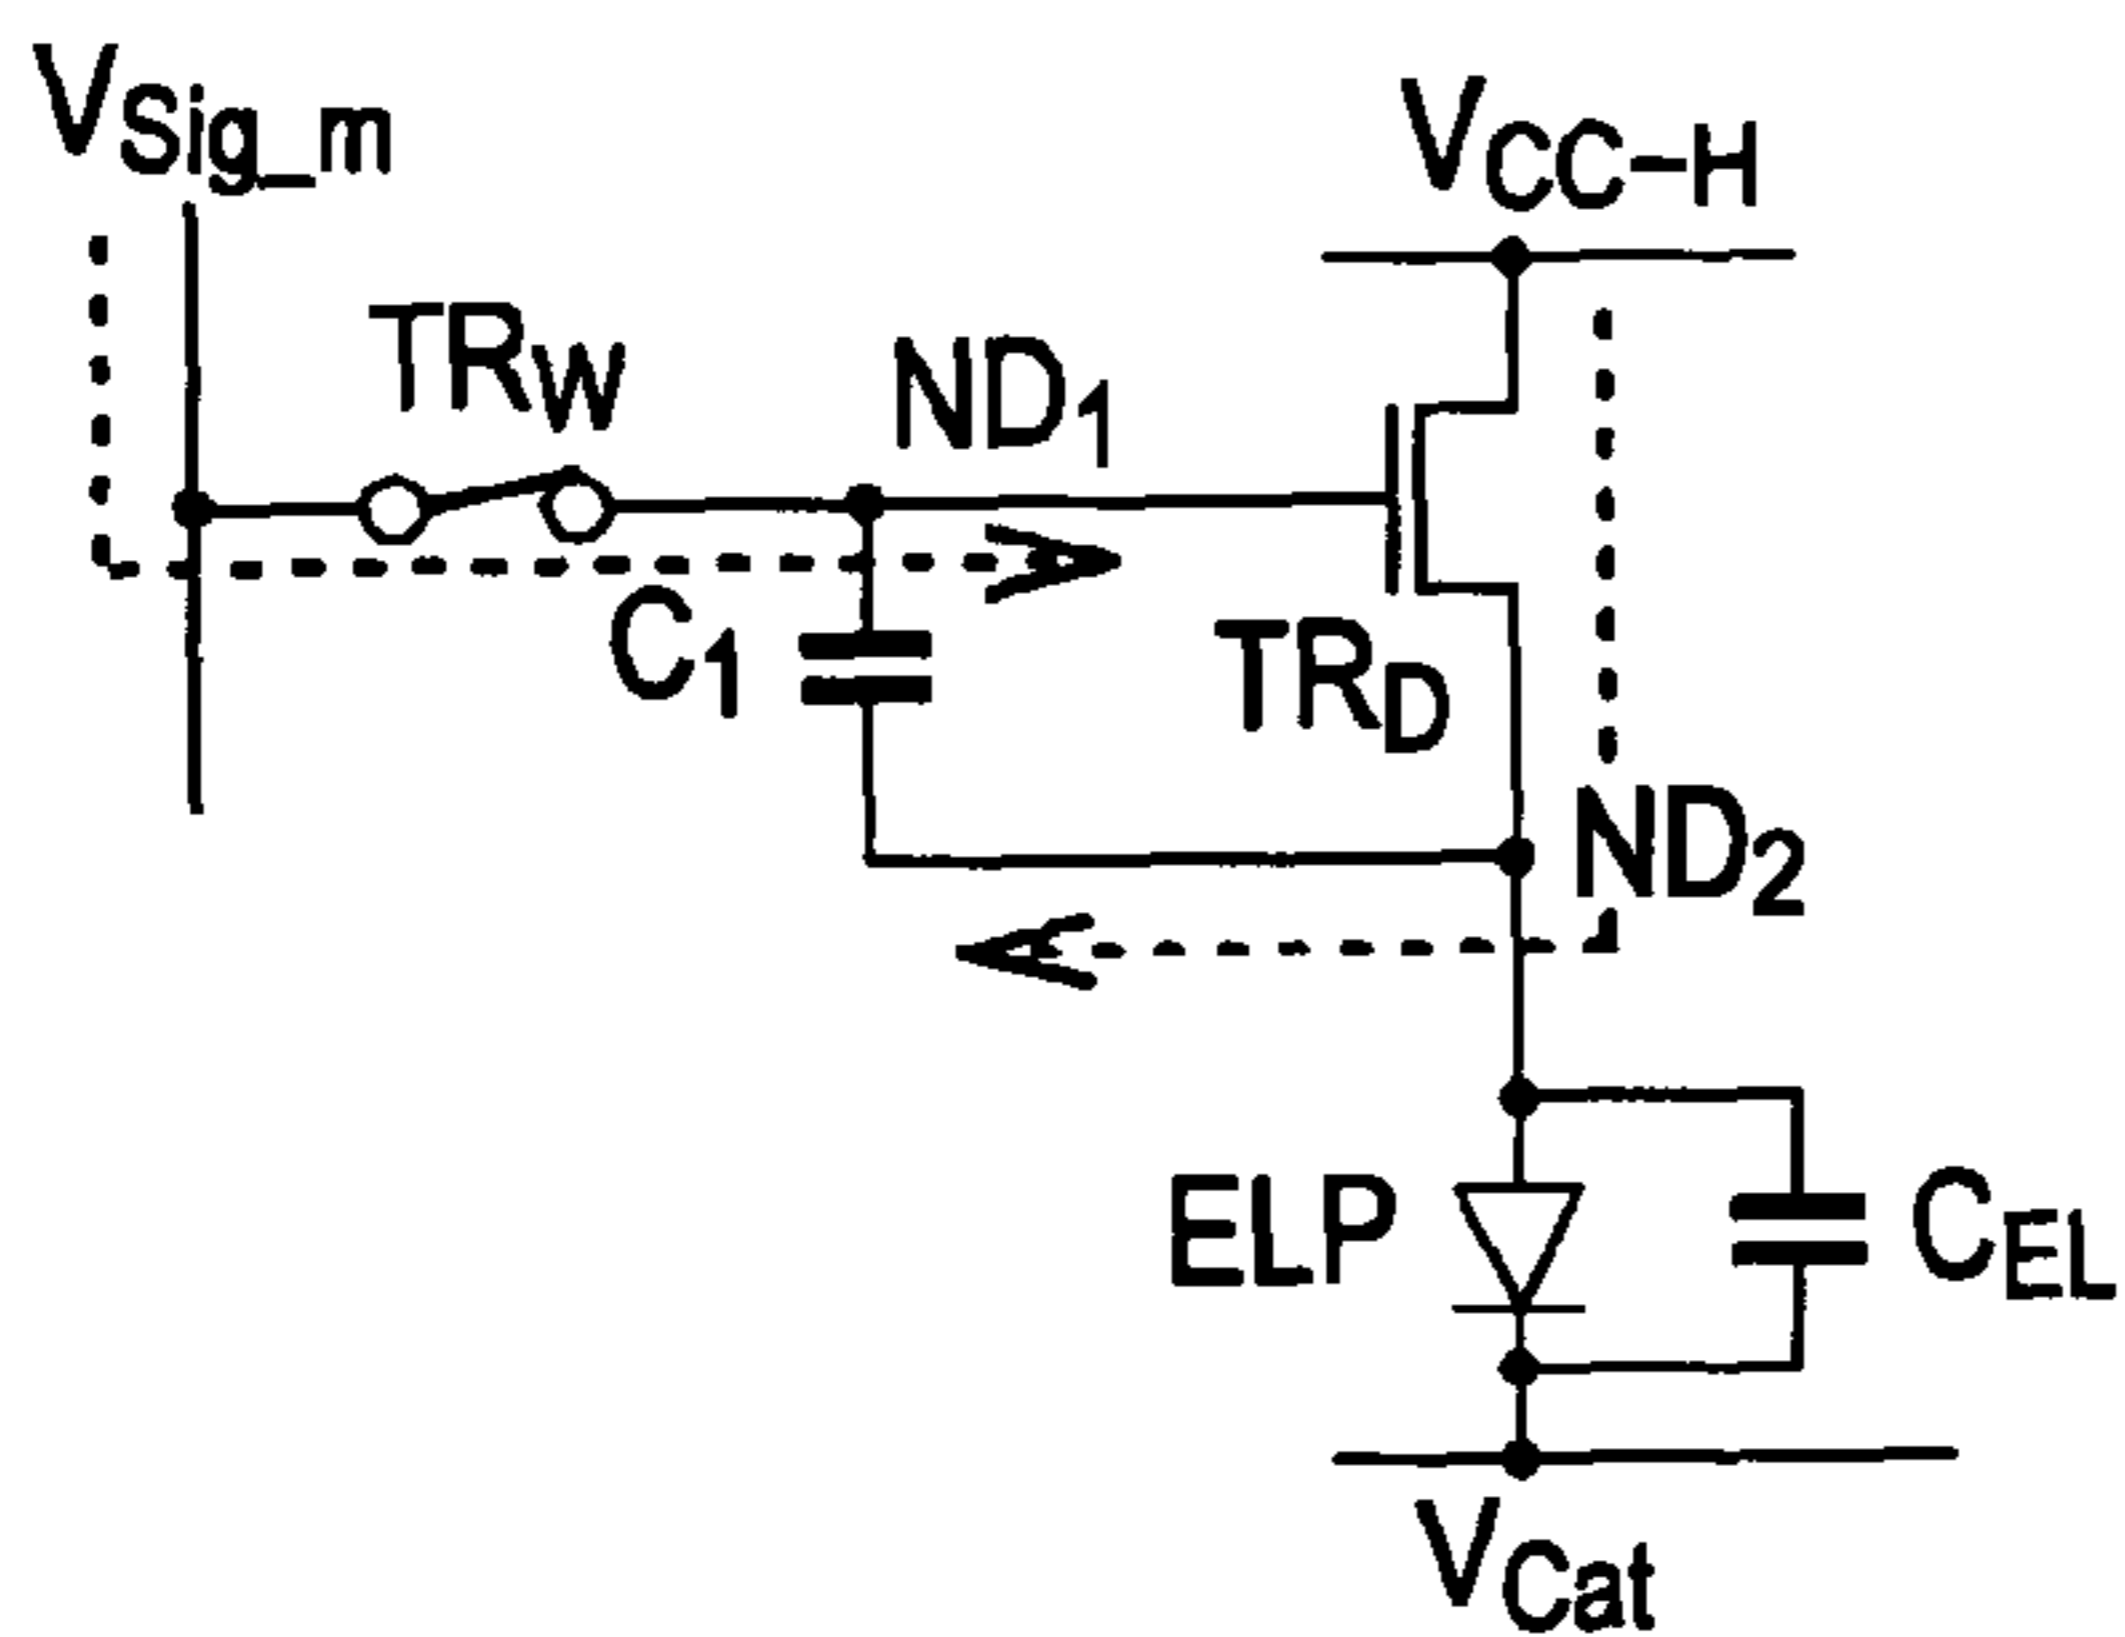 VSig_m
VCC-H
TRW
ND1
C1
TRD
ND2
ELP
CEL
VCat